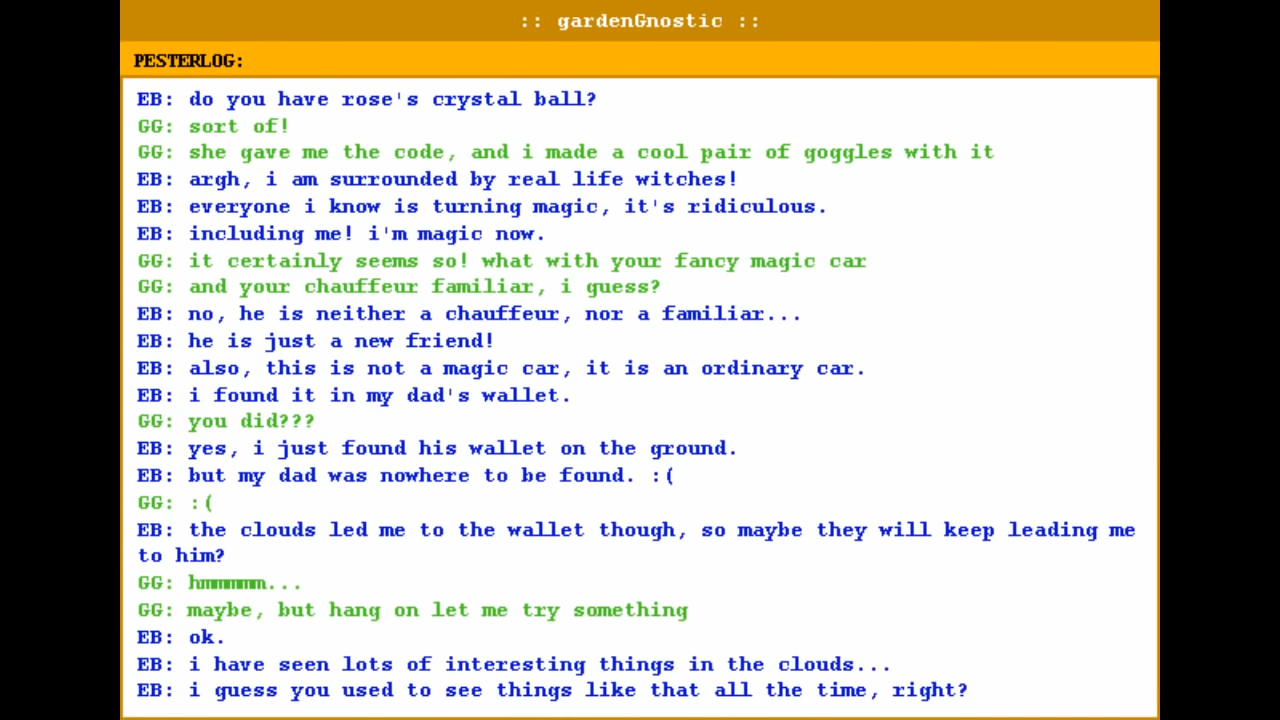 :: gardenGnostic ::
PESTERLOG:
EB: do you have rose's crystal ball?
GG: sort of!
GG: she gave me the code, and i made a cool pair of goggles with it
EB: argh, i am surrounded by real life witches!
EB: everyone i know is turning magic, it's ridiculous.
EB: including me! i'm magic now.
GG: it certainly seems so! what with your fancy magic car
GG: and your chauffeur familiar, i guess?
EB: no, he is neither a chauffeur, nor a familiar...
EB: he is just a new friend!
EB: also, this is not a magic car, it is an ordinary car.
EB: i found it in my dad's wallet.
GG: you did???
EB: yes, i just found his wallet on the ground.
EB: but my dad was nowhere to be found. :(
GG: :(
EB: the clouds led me to the wallet though, so maybe they will keep leading me
to him?
GG: hmmmmmm...
GG: maybe, but hang on let me try something
EB: ok.
EB: i have seen lots of interesting things in the clouds...
EB: i guess you used to see things like that all the time, right?